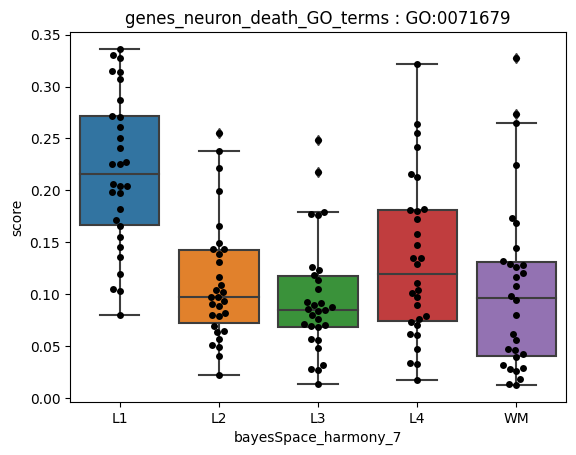 genes_neuron_death_GO_terms : GO:0071679
0.35
0.30
0.25
0.20
0.15
0.10
0.05
0.00
score
L1 L2 L3 L4 WM
bayesSpace_harmony_7